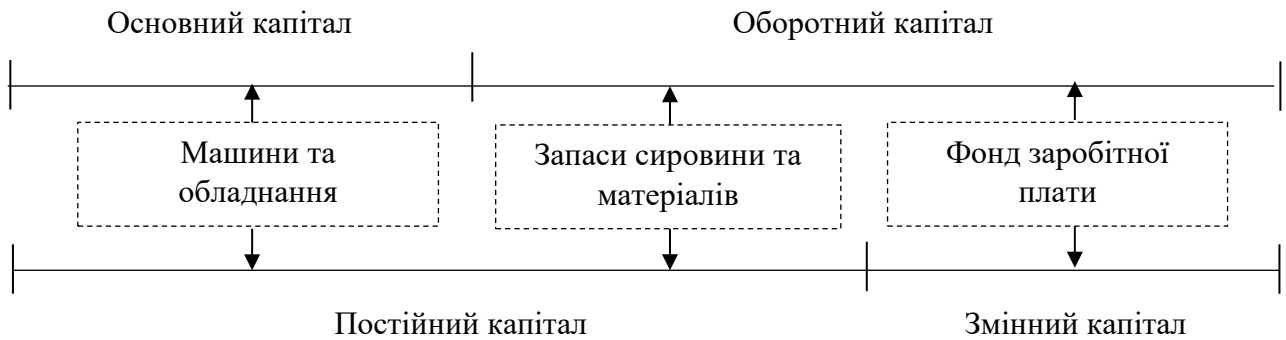 Основний капітал
Оборотний капітал
Машини та
обладнання
Запаси сировини та
матеріалів
Фонд заробітної
плати
Постійний капітал
Змінний капітал